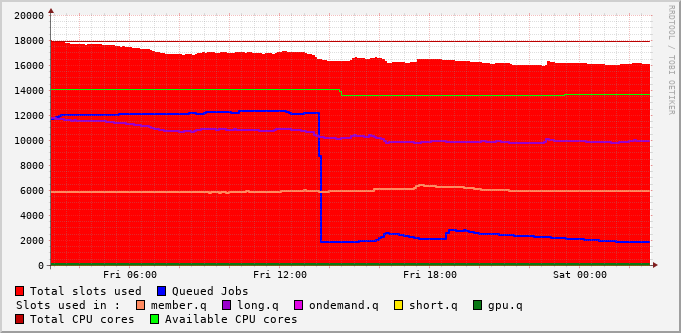 20000
18000
16000
14000
12000
10000
8000
6000
4000
2000
0
Fri 06:00 Fri 12:00 Fri 18:00 Sat 00:00
Total slots used Queued Jobs
Slots used in : member.q long.q ondemand.q short.q gpu.q
Total CPU cores Available CPU cores
RRDTOOL / TOBI OETIKER